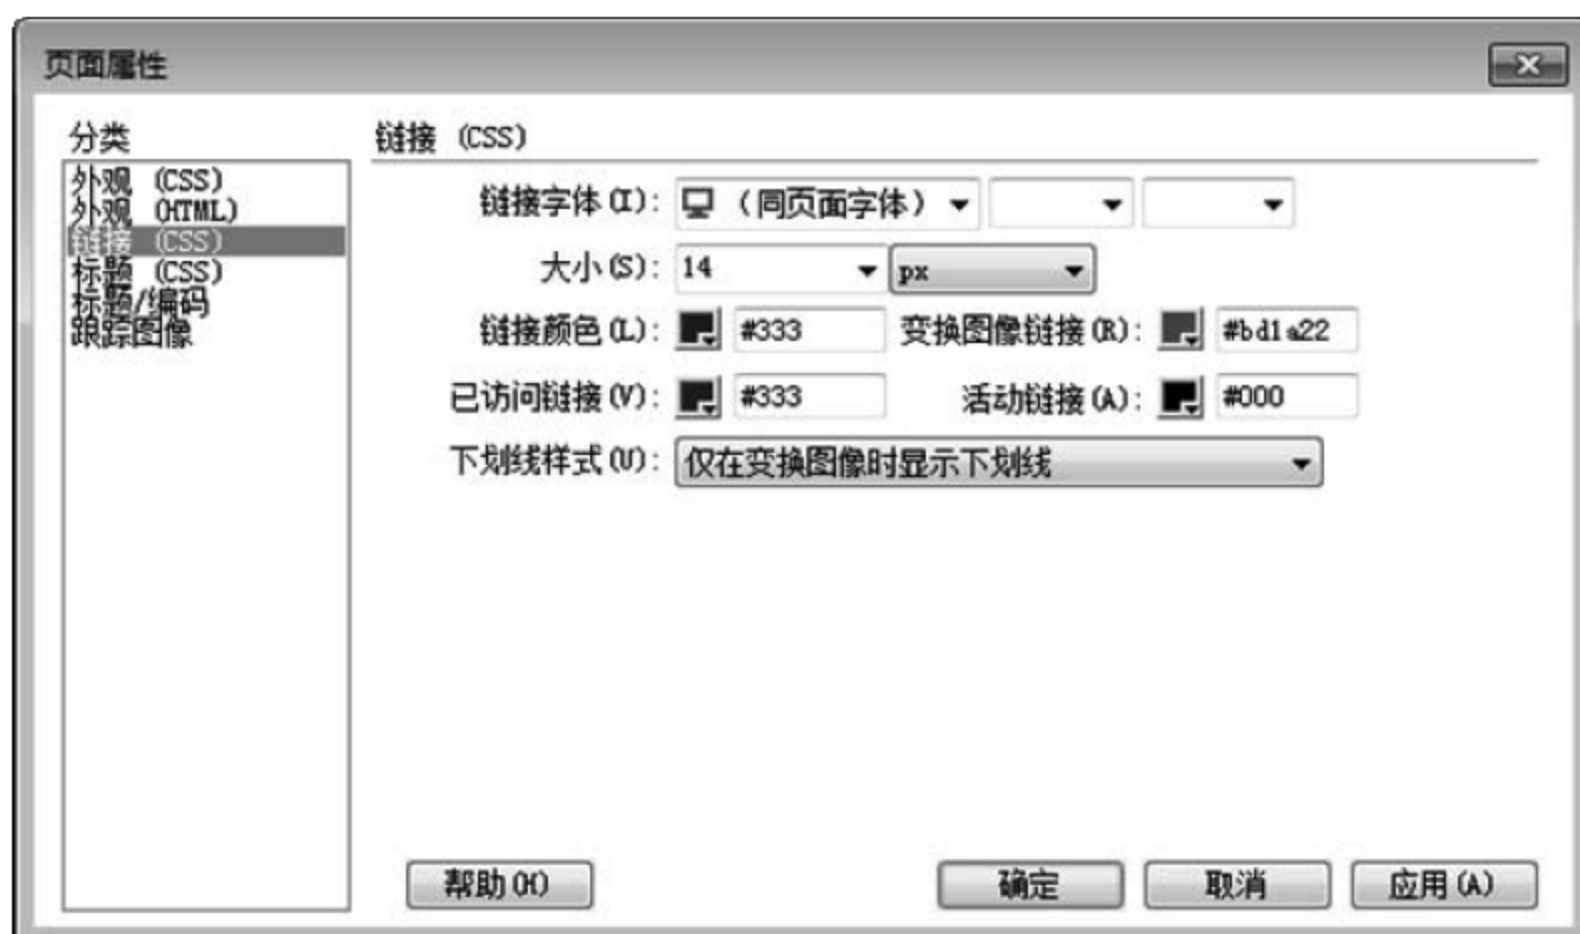 页面属性
分类
外观 (CSS)
外观 (HTML)
链接 (CSS)
标题 (CSS)
标题/编码
跟踪图像
链接 (CSS)
链接字体(I): (同页面字体)
大小(S): 14 px
链接颜色(L): #333 变换图像链接(R): #bd1a22
已访问链接(V): #333 活动链接(A): #000
下划线样式(U): 仅在变换图像时显示下划线
帮助(H) 确定 取消 应用(A)